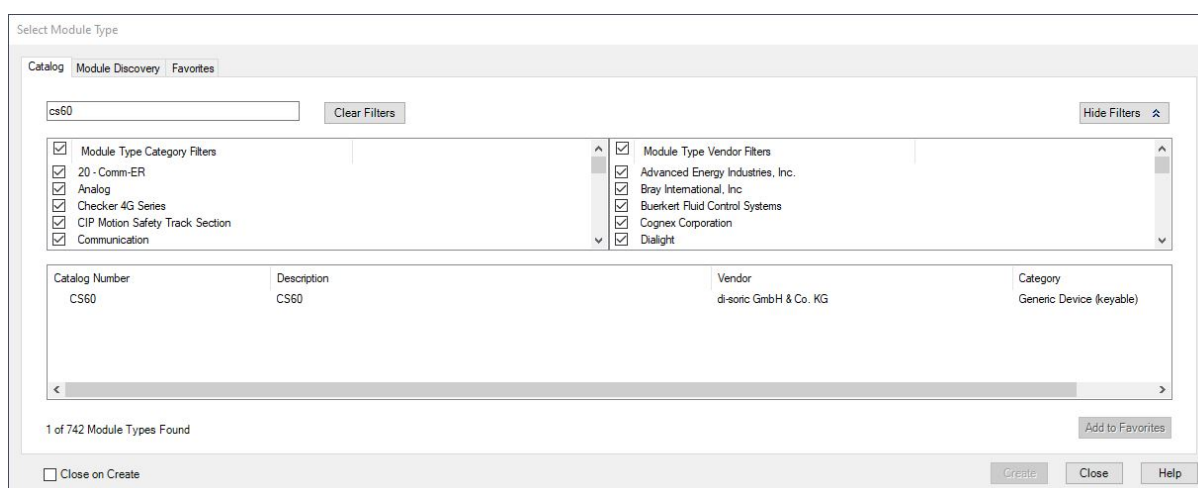 Select Module Type
Catalog Module Discovery Favorites
cs60 Clear Filters Hide Filters
Module Type Category Filters Module Type Vendor Filters
20 - Comm-ER Advanced Energy Industries, Inc.
Analog Bray International, Inc
Checker 4G Series Buerkert Fluid Control Systems
CIP Motion Safety Track Section Cognex Corporation
Communication Dialight
Catalog Number Description Vendor Category
CS60 CS60 di-soric GmbH & Co. KG Generic Device (keyable)
1 of 742 Module Types Found Add to Favorites
Close on Create Create Close Help